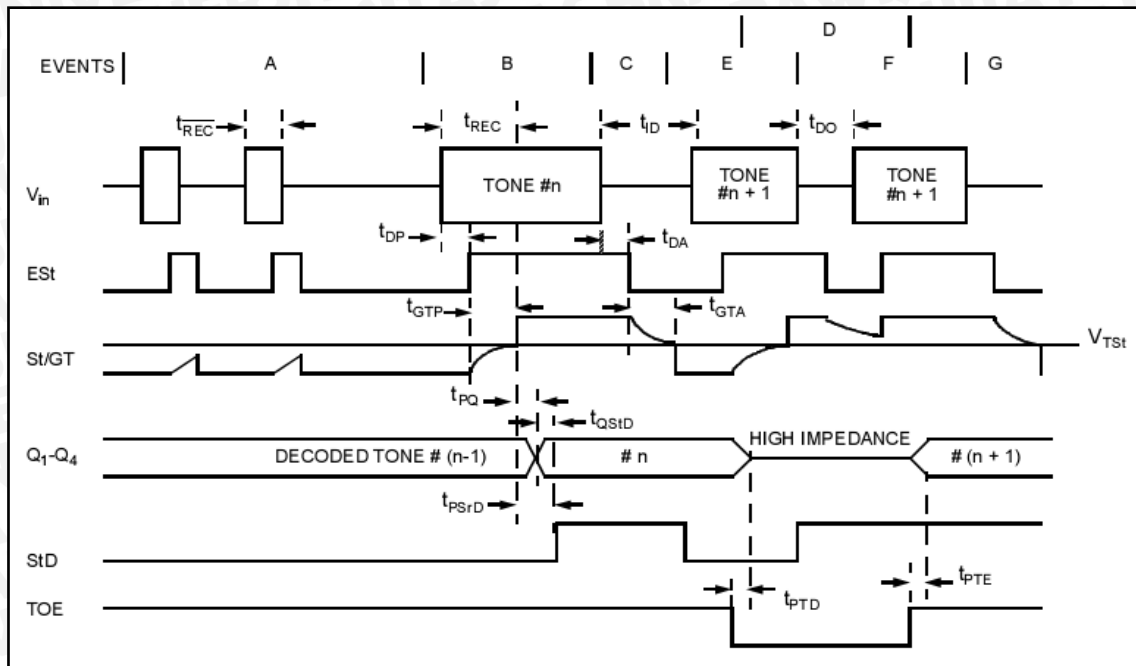 D
EVENTS A B C E F G
tREC tREC tID tDO
Vin TONE #n TONE #n + 1 TONE #n + 1
tDP tDA
ESt
tGTP tGTA
VTSt
St/GT
tPQ
tQStD
HIGH IMPEDANCE
Q1-Q4 DECODED TONE # (n-1) # n # (n + 1)
tPSrD
StD
tPTE
TOE tPTD